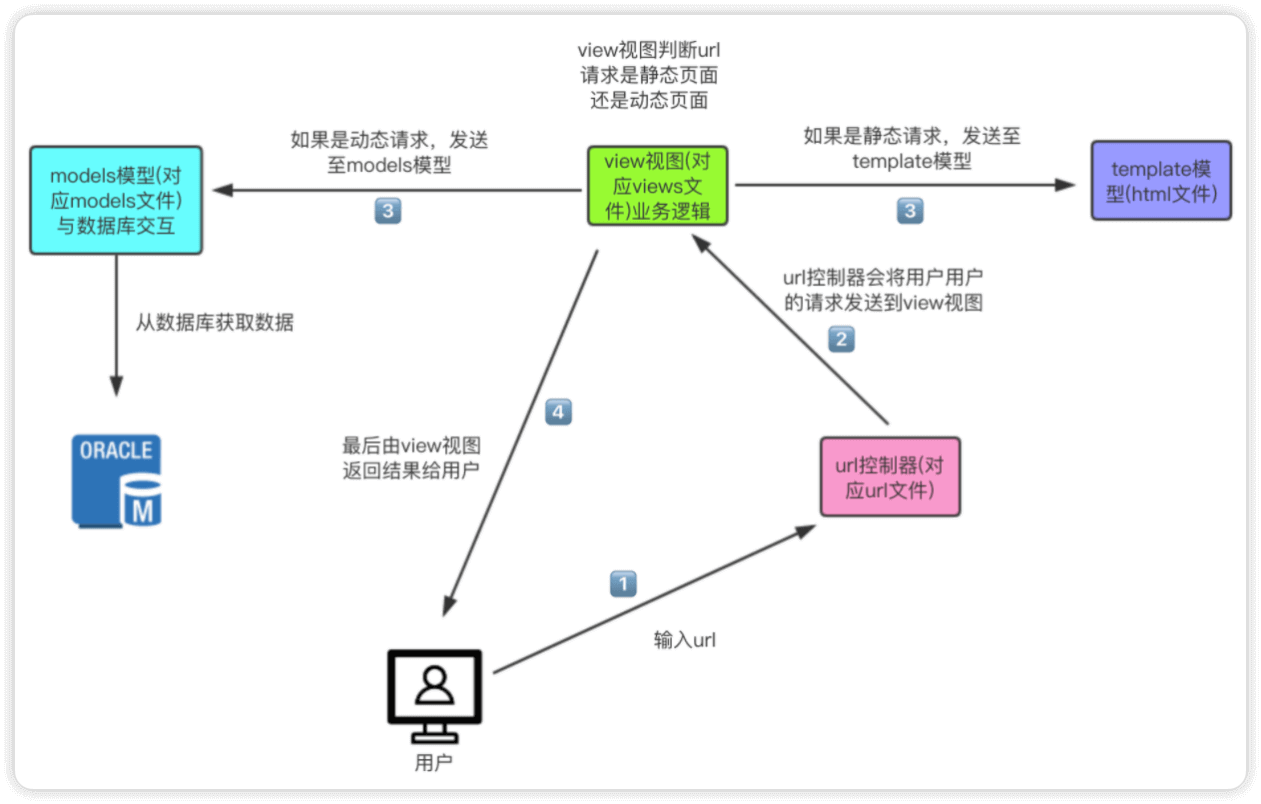 view视图判断url
请求是静态页面
还是动态页面
如果是动态请求，发送
至models模型
3
如果是静态请求，发送至
template模型
3
models模型(对
应models文件)
与数据库交互
view视图(对
应views文
件)业务逻辑
template模
型(html文件)
url控制器会将用户用户
的请求发送到view视图
2
从数据库获取数据
ORACLE
M
4
最后由view视图
返回结果给用户
url控制器(对
应url文件)
1
输入url
用户